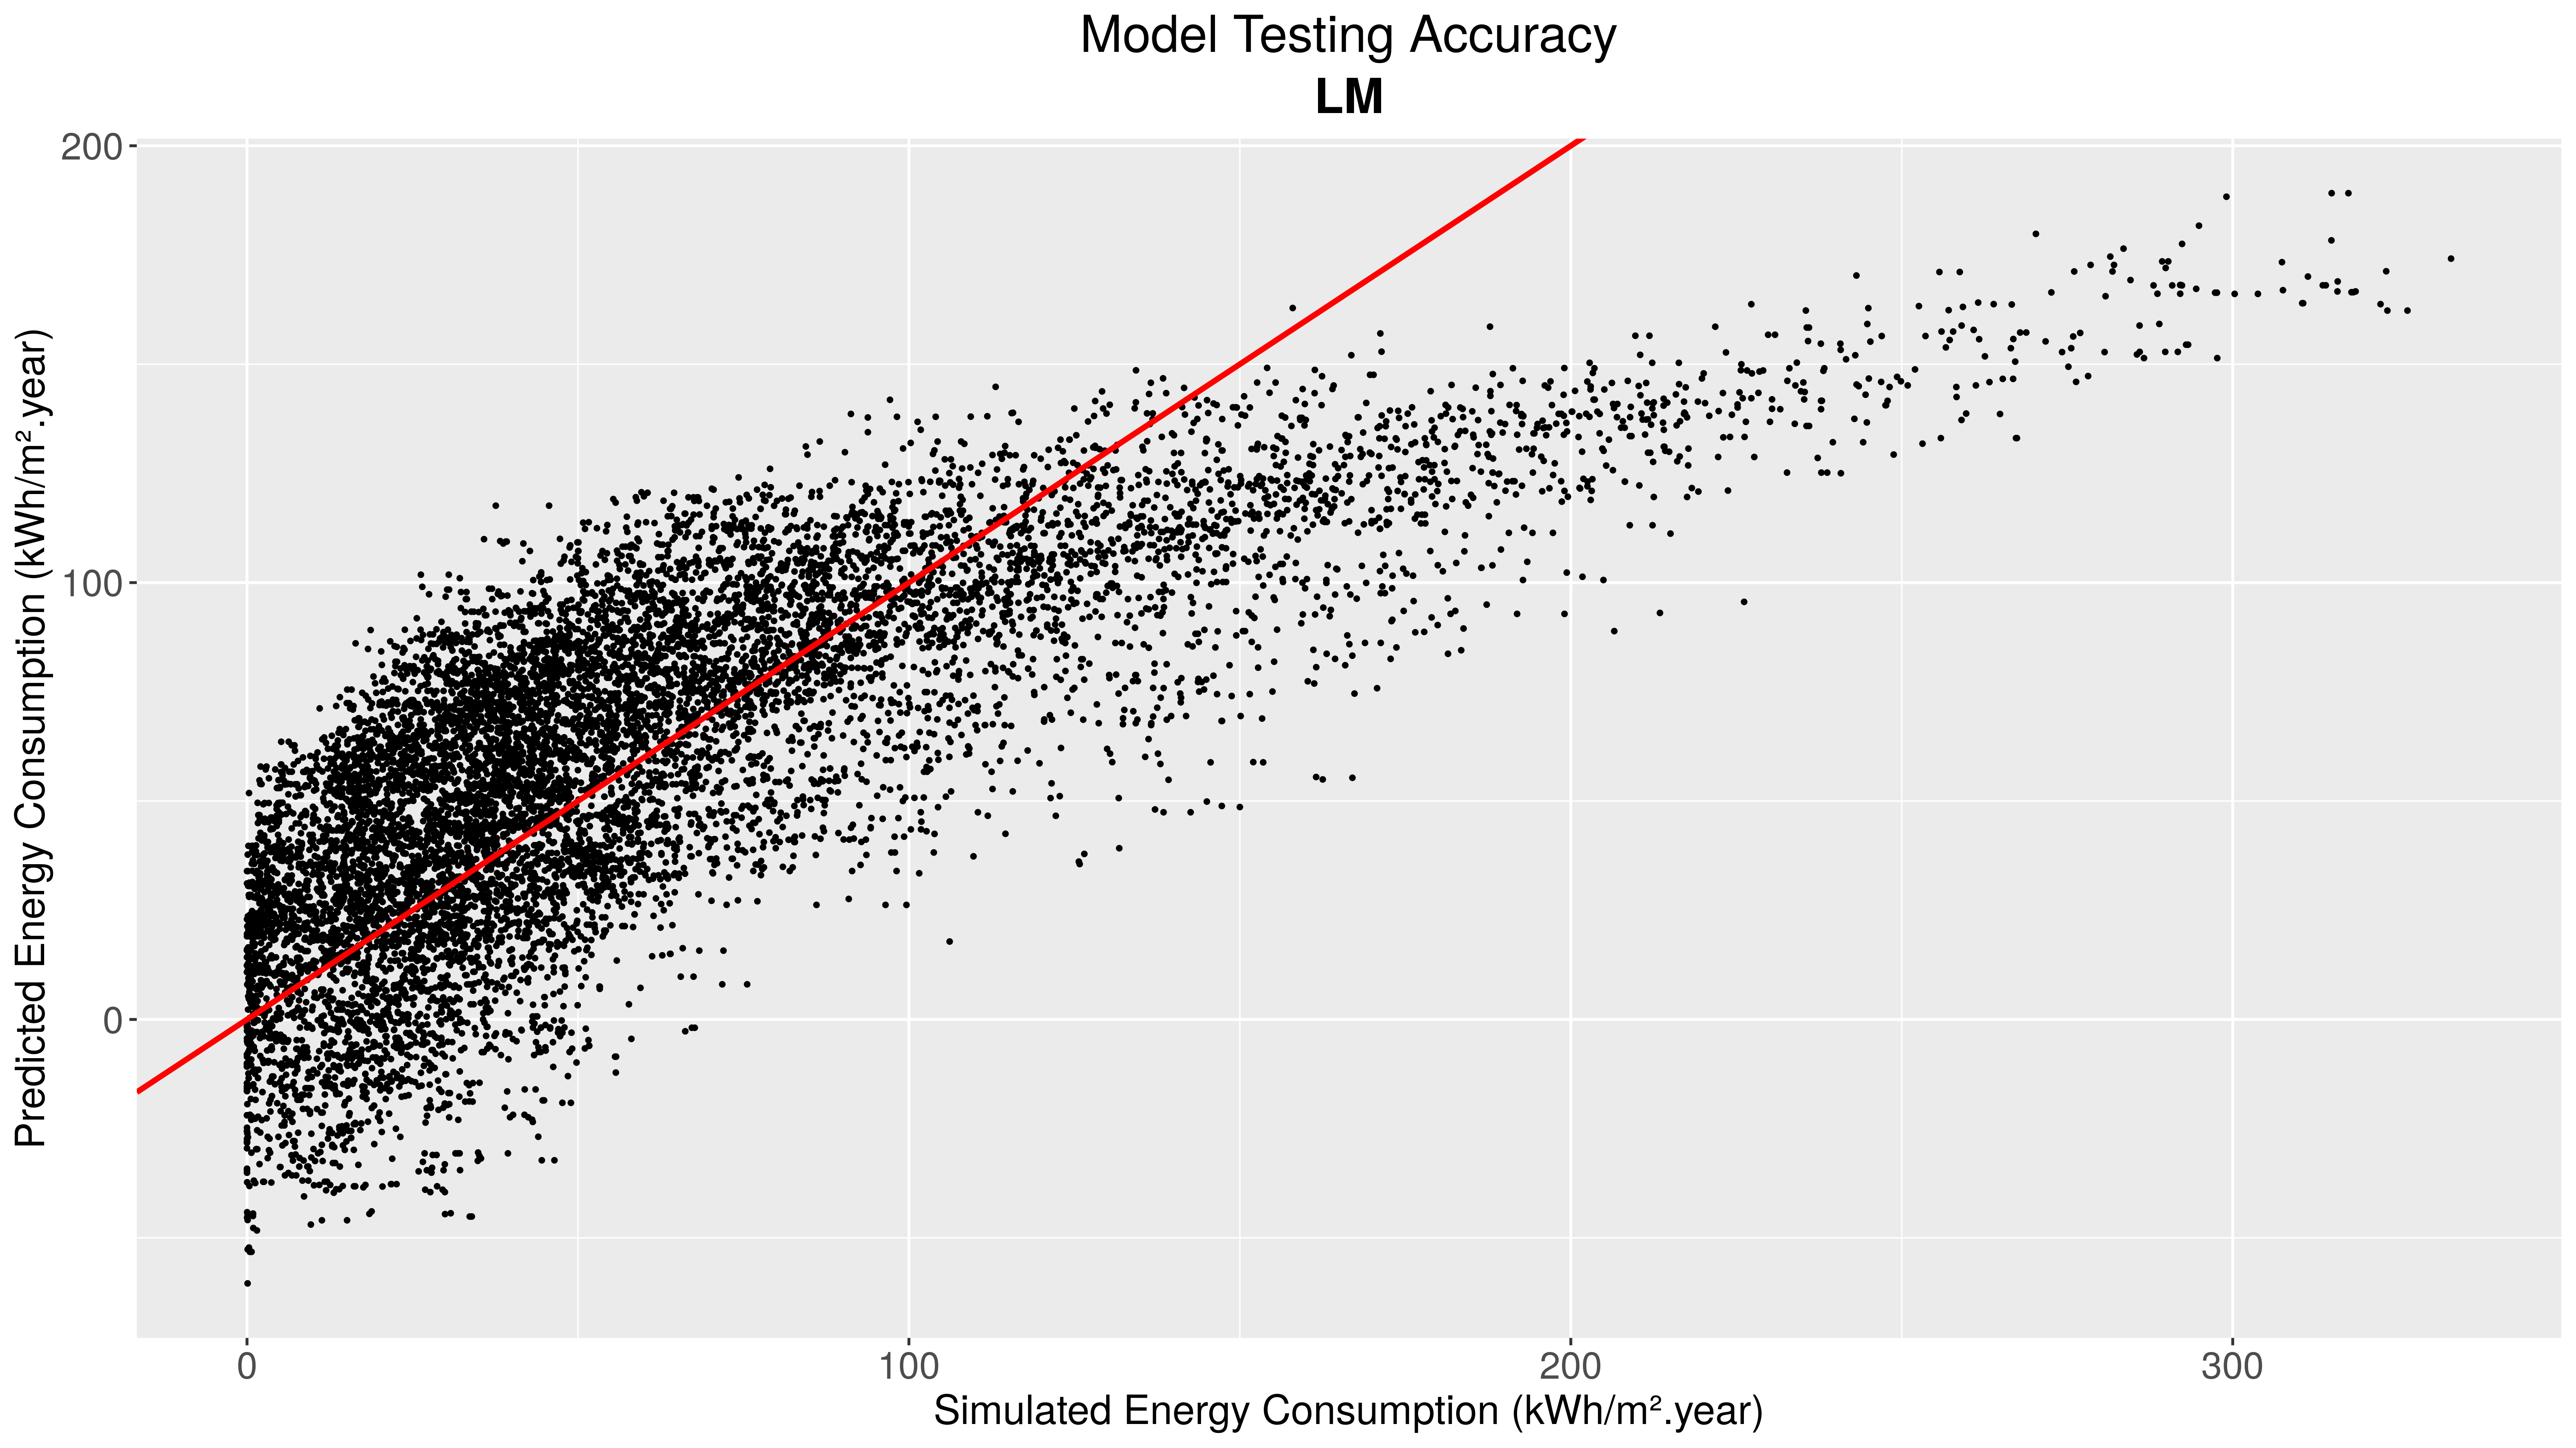 Model Testing Accuracy
LM
200
100
0
Predicted Energy Consumption (kWh/m².year)
0 100 200 300
Simulated Energy Consumption (kWh/m².year)